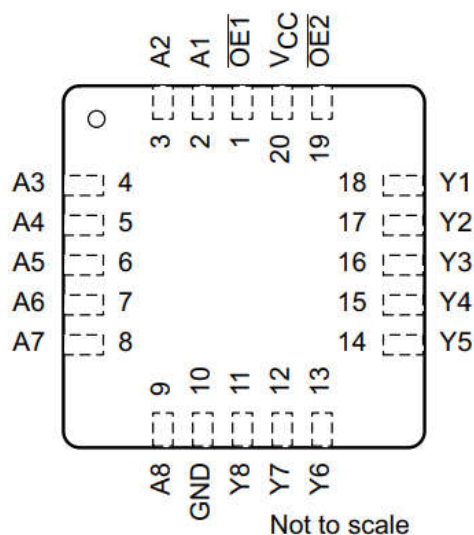 A2 A1 OE1 VCC OE2
3 2 1 20 19
A3 4 18 Y1
A4 5 17 Y2
A5 6 16 Y3
A6 7 15 Y4
A7 8 14 Y5
9 10 11 12 13
A8 GND Y8 Y7 Y6
Not to scale